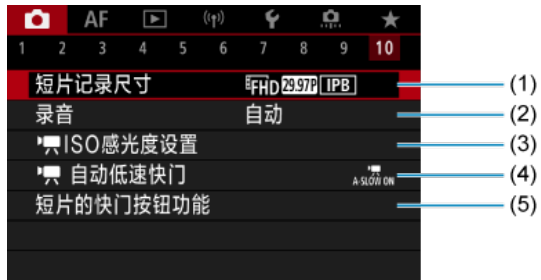 AF
1 2 3 4 5 6 7 8 9 10
短片记录尺寸 FHD 29.97P IPB (1)
录音 自动 (2)
ISO感光度设置 (3)
自动低速快门 A-SLOW ON (4)
短片的快门按钮功能 (5)